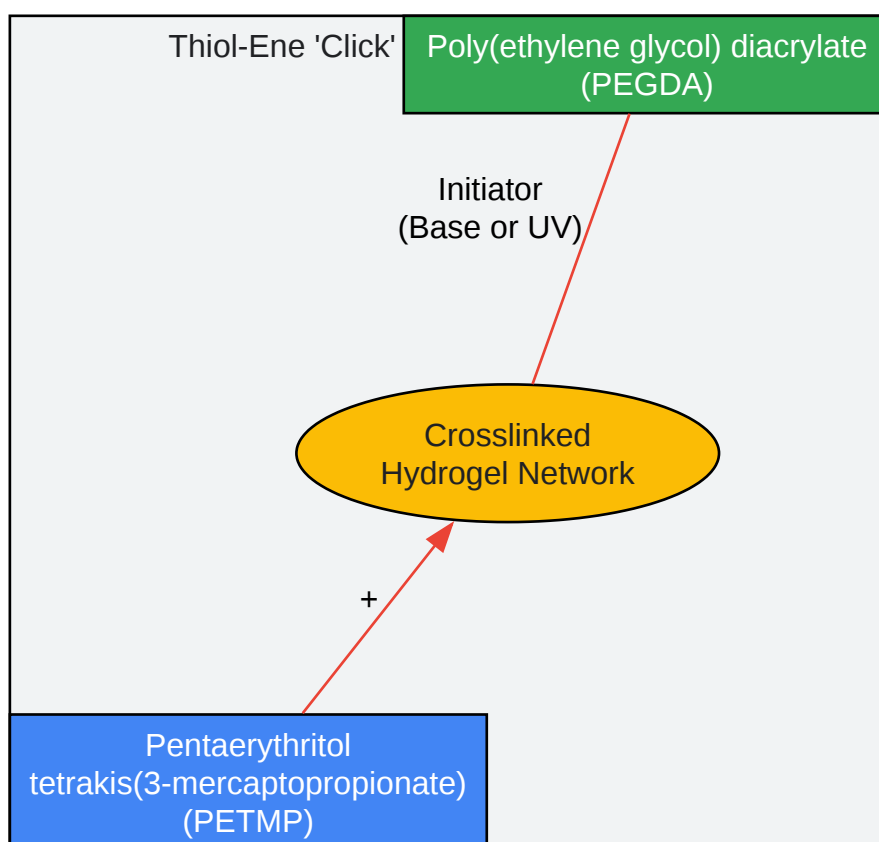 Thiol-Ene 'Click'
Poly(ethylene glycol) diacrylate
(PEGDA)
Initiator
(Base or UV)
Crosslinked
Hydrogel Network
+
Pentaerythritol
tetrakis(3-mercaptopropionate)
(PETMP)